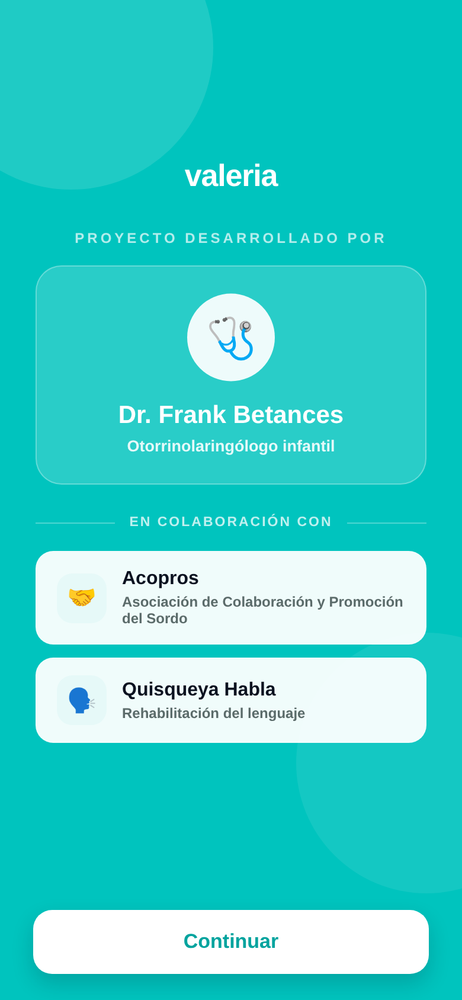 valeria
PROYECTO DESARROLLADO POR
Dr. Frank Betances
Otorrinolaringólogo infantil
EN COLABORACIÓN CON
Acopros
Asociación de Colaboración y Promoción
del Sordo
Quisqueya Habla
Rehabilitación del lenguaje
Continuar